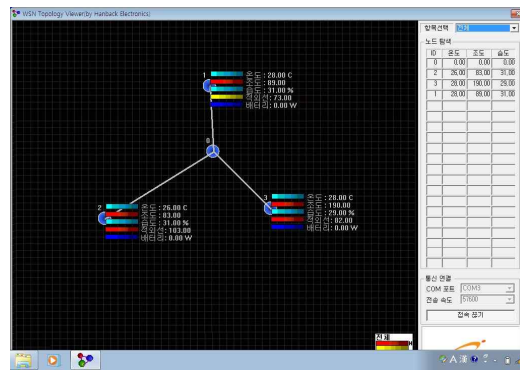 WSN Topology Viewer(by Hanback Electronics)
1
온 도 : 28.00 C
조 도 : 89.00
습 도 : 31.00 %
적외선 : 73.00
배터리 : 0.00 W
0
2
온 도 : 26.00 C
조 도 : 83.00
습 도 : 31.00 %
적외선 : 103.00
배터리 : 0.00 W
3
온 도 : 28.00 C
조 도 : 190.00
습 도 : 29.00 %
적외선 : 82.00
배터리 : 0.00 W
전체
항목선택 전체
노드 탐색
ID 온도 조도 습도
0 0,00 0,00 0,00
2 26,00 83,00 31,00
3 28,00 190,00 29,00
1 28,00 89,00 31,00
통신 연결
COM 포트 COM3
전송 속도 57600
접속 끊기
A 漢